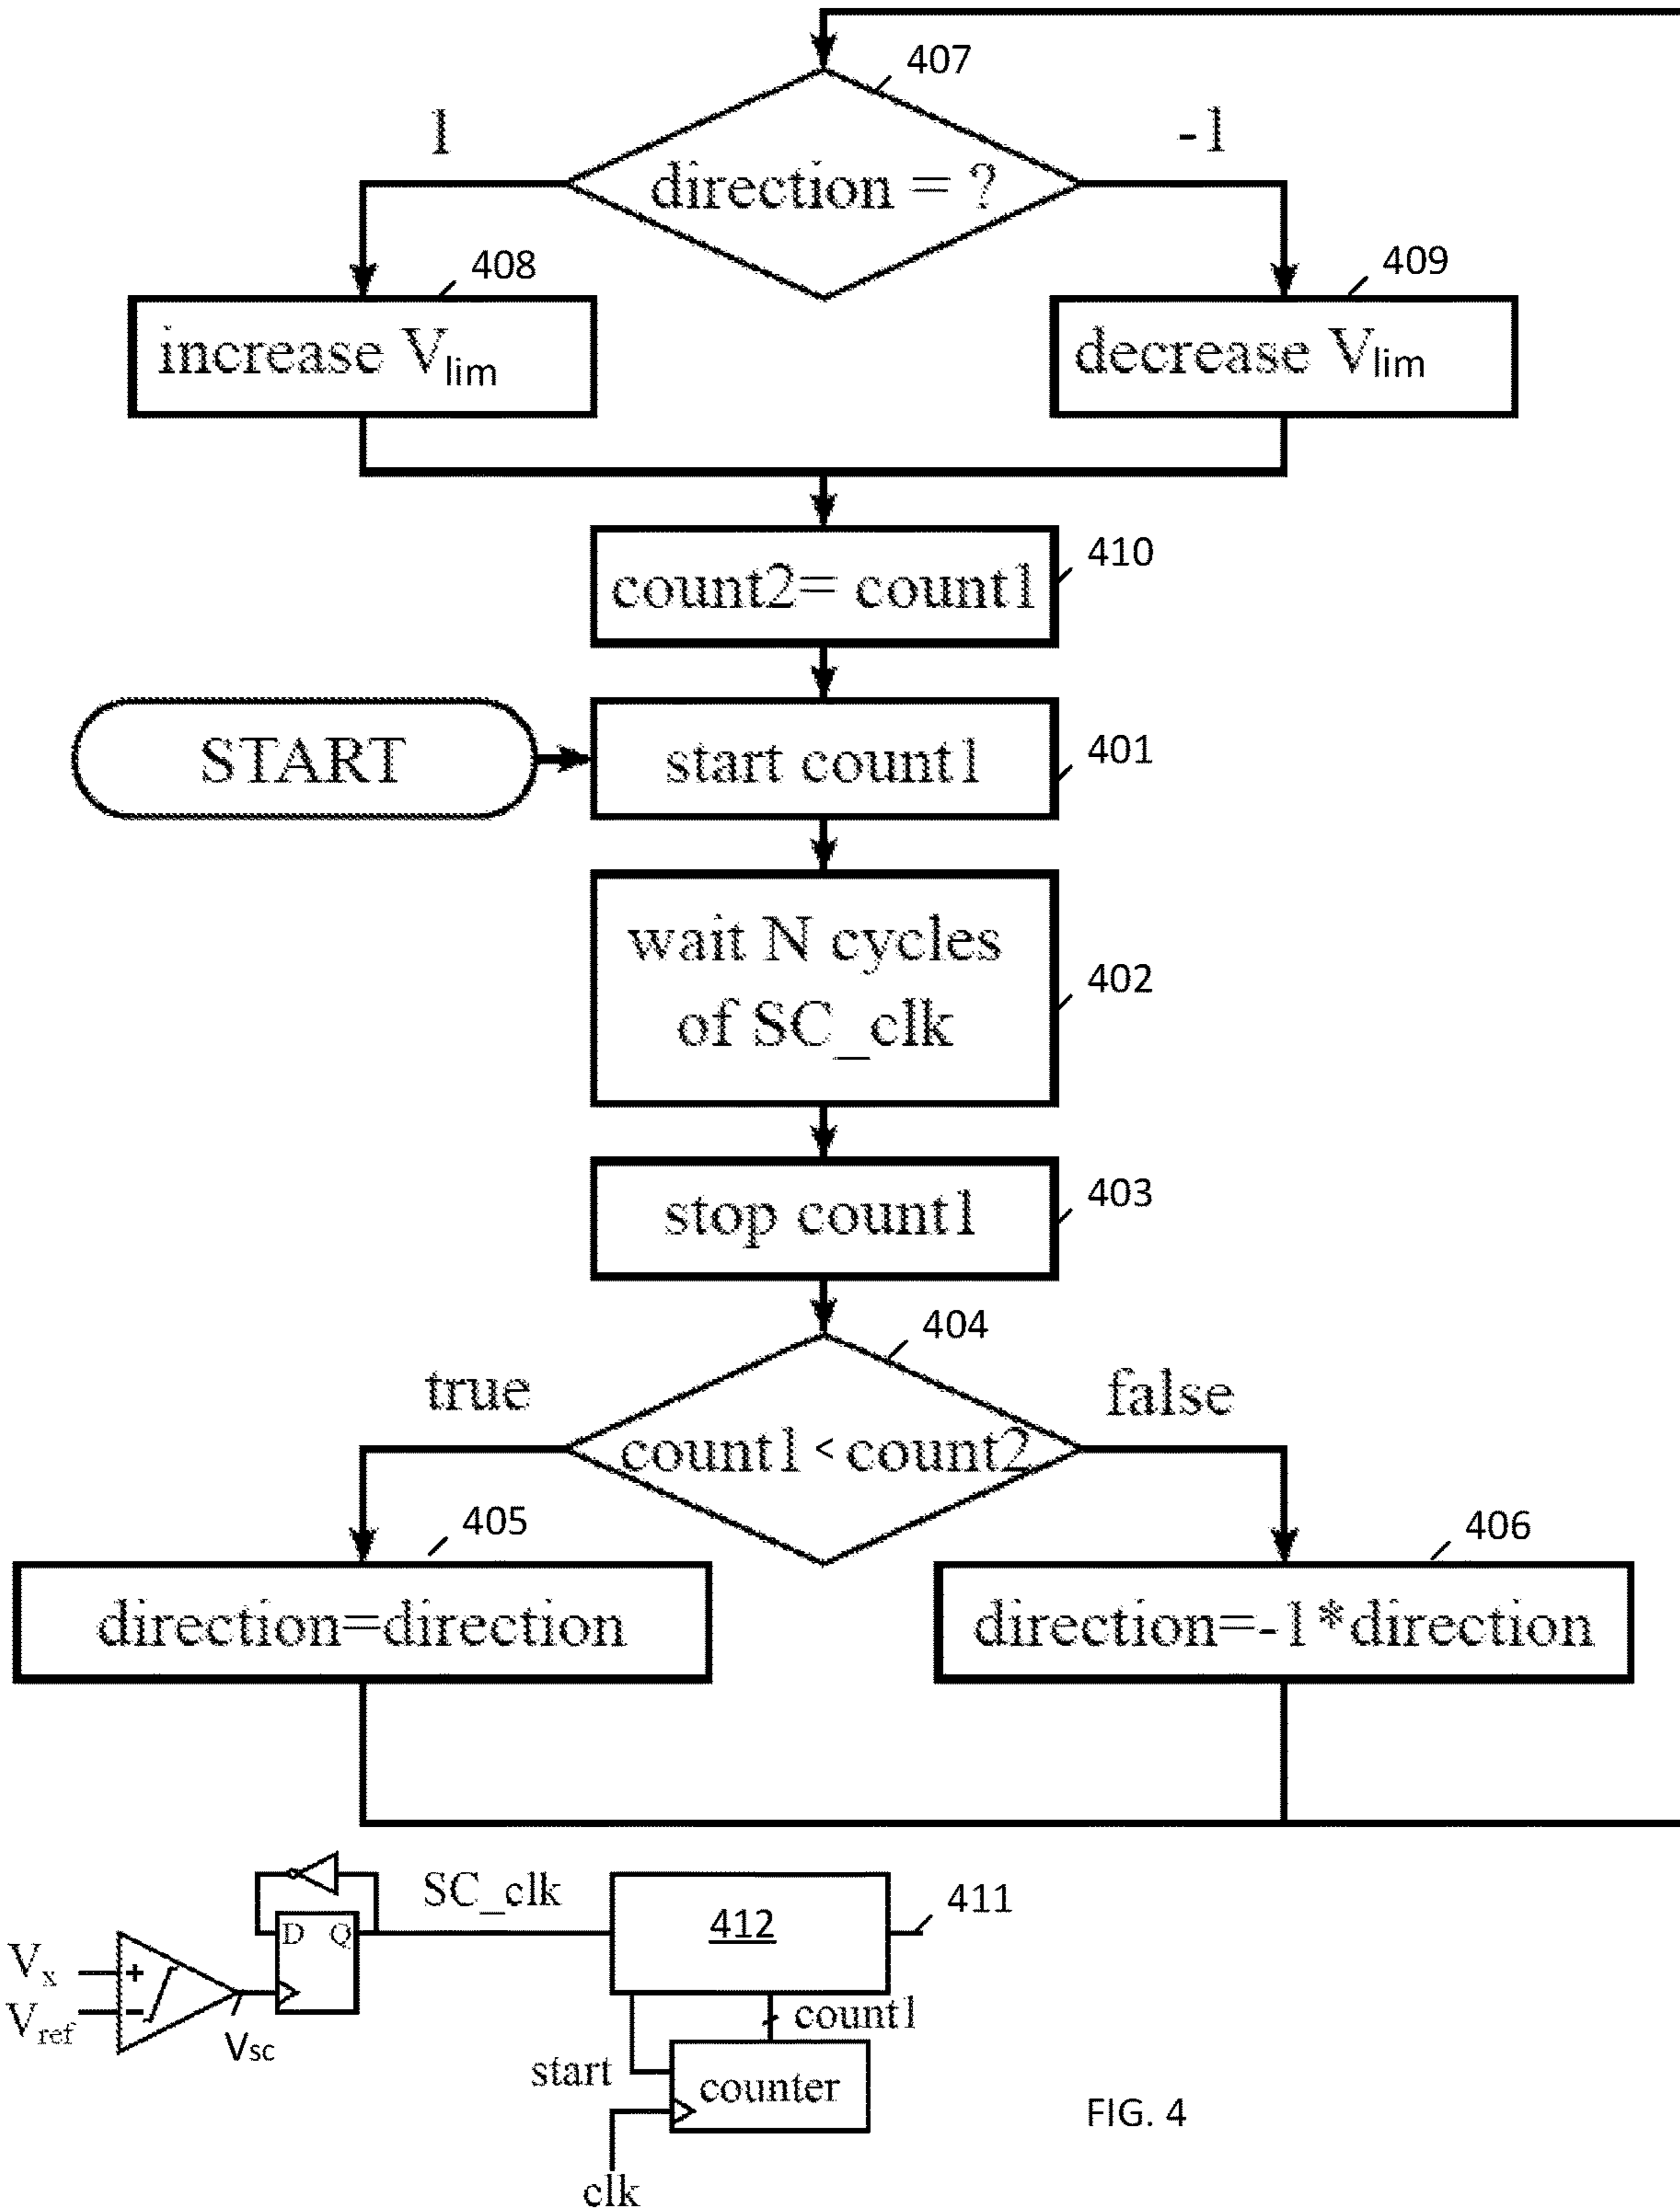 407
1
-1
direction = ?
408
409
increase Vlim
decrease Vlim
410
count2= count1
START
start count1
401
wait N cycles
of SC_clk
402
stop count1
403
404
true
false
count1 < count2
405
406
direction=direction
direction=-1*direction
SC_clk
411
412
D Q
Vx
+
Vref
-
Vsc
count1
start
counter
clk
FIG. 4